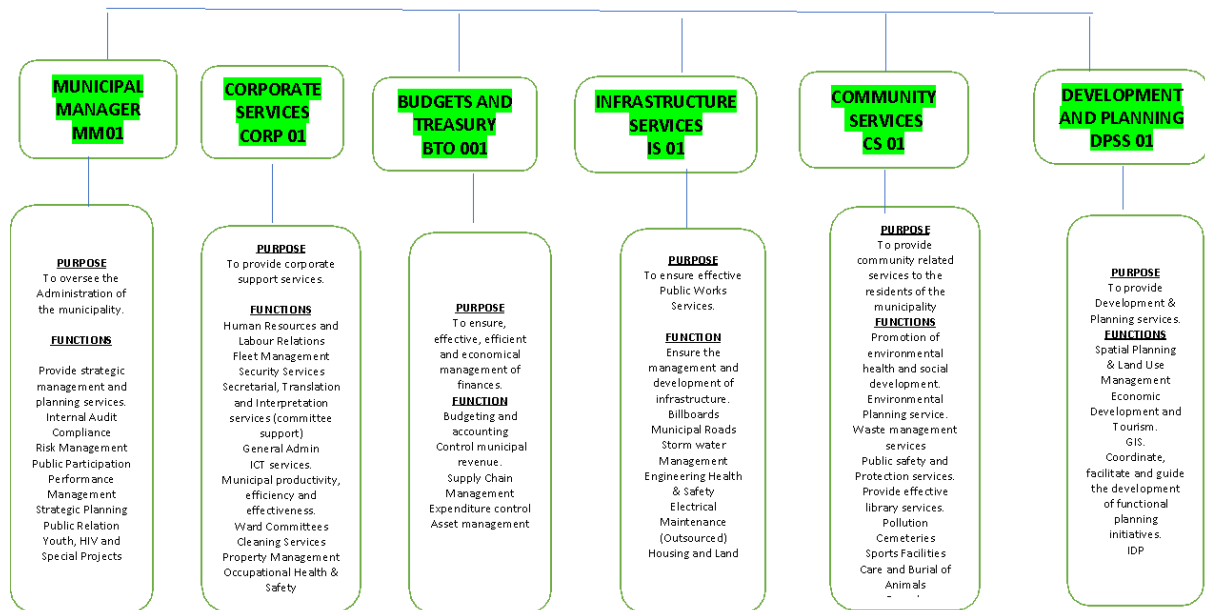 MUNICIPAL
MANAGER
MM01
CORPORATE
SERVICES
CORP 01
BUDGETS AND
TREASURY
BTO 001
INFRASTRUCTURE
SERVICES
IS 01
COMMUNITY
SERVICES
CS 01
DEVELOPMENT
AND PLANNING
DPSS 01
PURPOSE
To oversee the
Administration of
the municipality.
FUNCTIONS
Provide strategic
management and
planning services.
Internal Audit
Compliance
Risk Management
Public Participation
Performance
Management
Strategic Planning
Public Relation
Youth, HIV and
Special Projects
PURPOSE
To provide corporate
support services.
FUNCTIONS
Human Resources and
Labour Relations
Fleet Management
Security Services
Secretarial, Translation
and Interpretation
services (committee
support)
General Admin
ICT services.
Municipal productivity,
efficiency and
effectiveness.
Ward Committees
Cleaning Services
Property Management
Occupational Health &
Safety
PURPOSE
To ensure,
effective, efficient
and economical
management of
finances.
FUNCTION
Budgeting and
accounting
Control municipal
revenue.
Supply Chain
Management
Expenditure control
Asset management
PURPOSE
To ensure effective
Public Works
Services.
FUNCTION
Ensure the
management and
development of
infrastructure.
Billboards
Municipal Roads
Storm water
Management
Engineering Health
& Safety
Electrical
Maintenance
(Outsourced)
Housing and Land
PURPOSE
To provide
community related
services to the
residents of the
municipality
FUNCTIONS
Promotion of
environmental
health and social
development.
Environmental
Planning service.
Waste management
services
Public safety and
Protection services.
Provide effective
library services.
Pollution
Cemeteries
Sports Facilities
Care and Burial of
Animals
PURPOSE
To provide
Development &
Planning services.
FUNCTIONS
Spatial Planning
& Land Use
Management
Economic
Development and
Tourism.
GIS.
Coordinate,
facilitate and guide
the development
of functional
planning
initiatives.
IDP